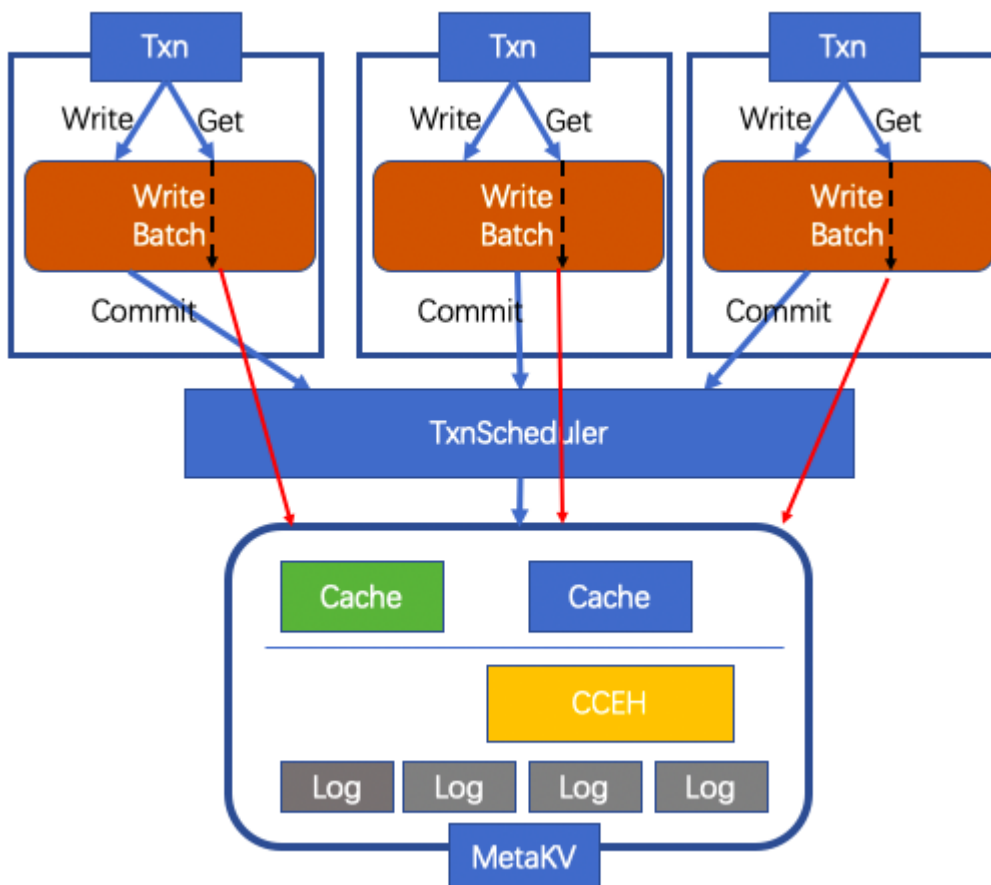 Txn
Txn
Txn
Write
Get
Write
Get
Write
Get
Write
Batch
Write
Batch
Write
Batch
Commit
Commit
Commit
TxnScheduler
Cache
Cache
CCEH
Log
Log
Log
Log
MetaKV